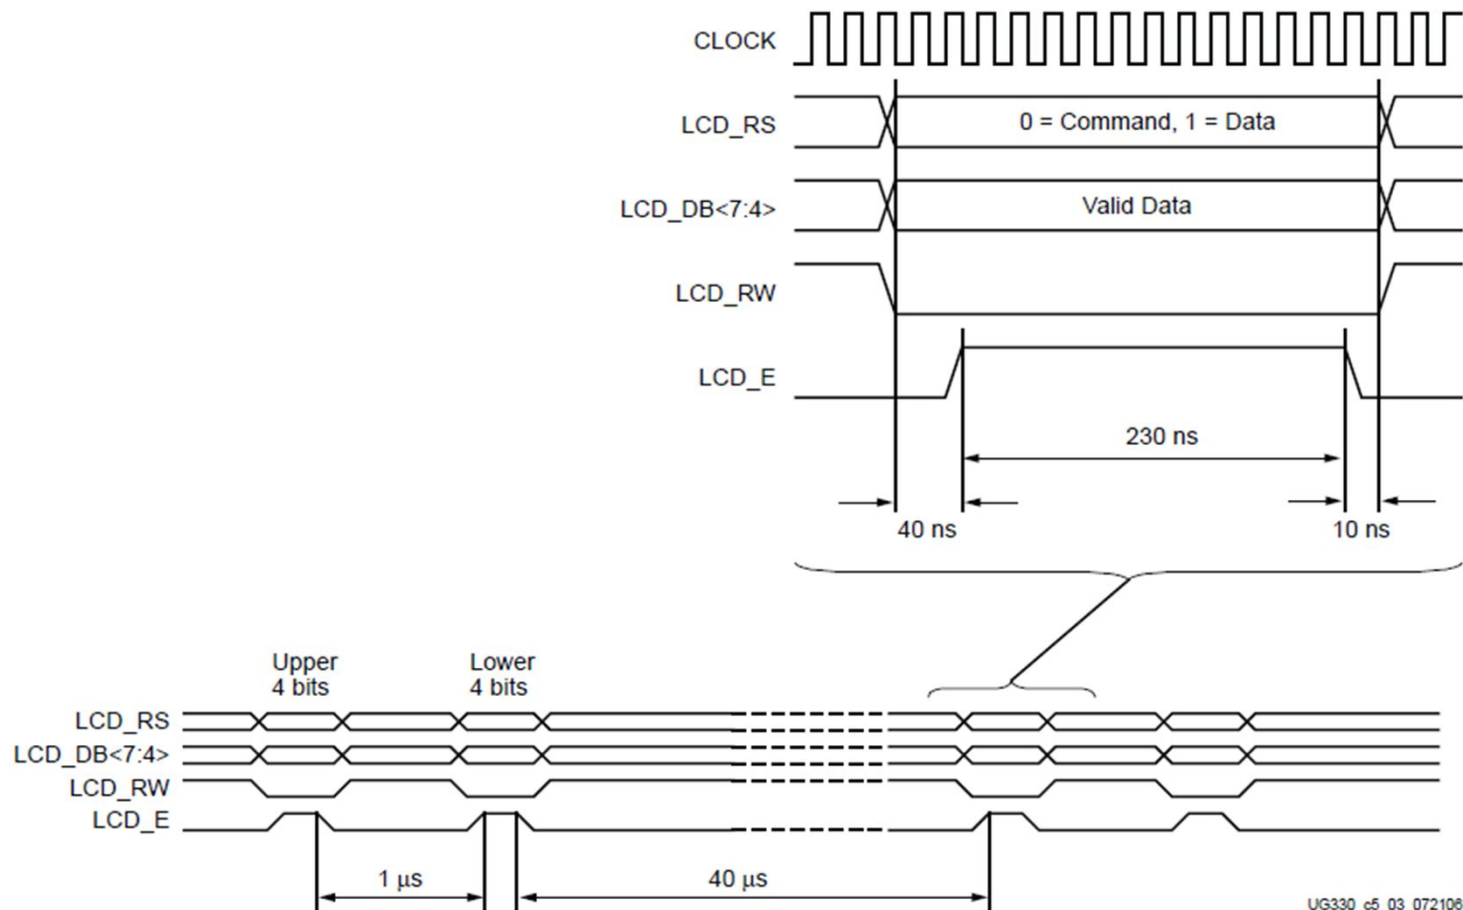 CLOCK
LCD_RS
0 = Command, 1 = Data
LCD_DB<7:4>
Valid Data
LCD_RW
LCD_E
230 ns
40 ns
10 ns
Upper
4 bits
Lower
4 bits
LCD_RS
LCD_DB<7:4>
LCD_RW
LCD_E
1 µs
40 µs
UG330_c5_03_072106